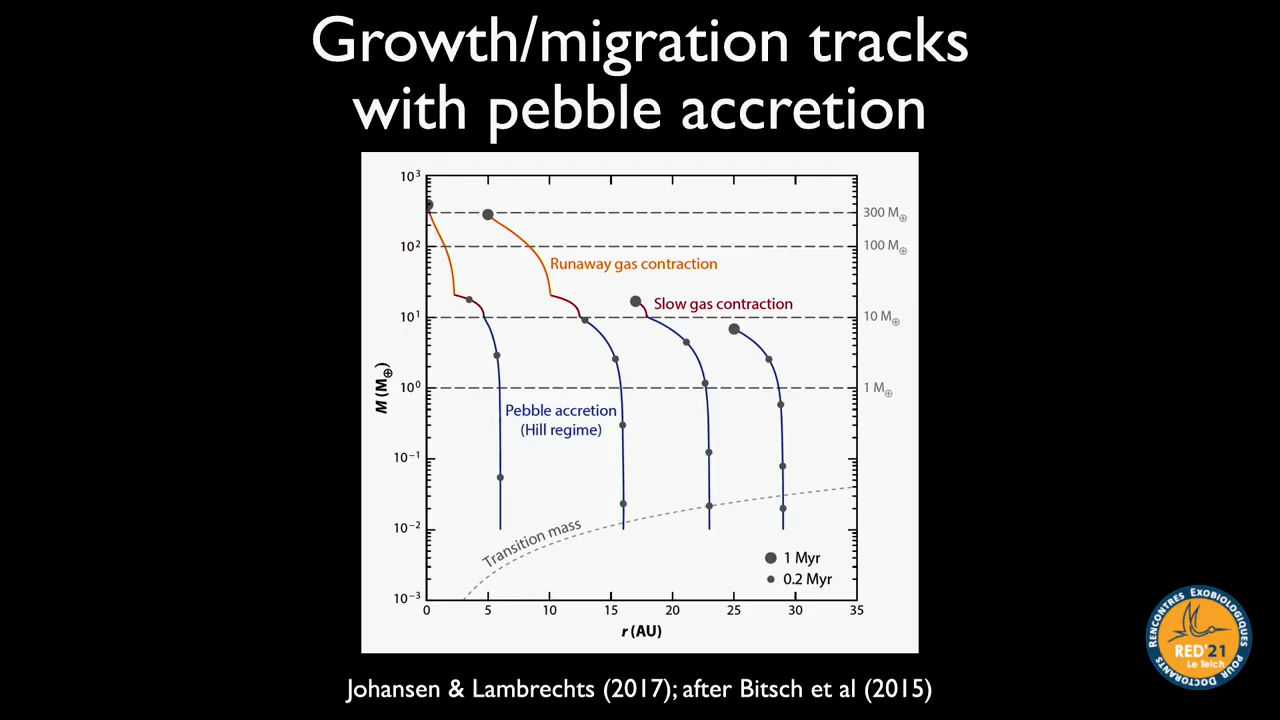 Growth/migration tracks
with pebble accretion
10³
10²
10¹
10⁰
10⁻¹
10⁻²
10⁻³
M (M⊕)
300 M⊕
100 M⊕
10 M⊕
1 M⊕
Runaway gas contraction
Slow gas contraction
Pebble accretion
(Hill regime)
Transition mass
1 Myr
0.2 Myr
0 5 10 15 20 25 30 35
r (AU)
Johansen & Lambrechts (2017); after Bitsch et al (2015)
RENCONTRES EXOBIOLOGIQUES
POUR DOCTORANTS
RED'21
Le Teich